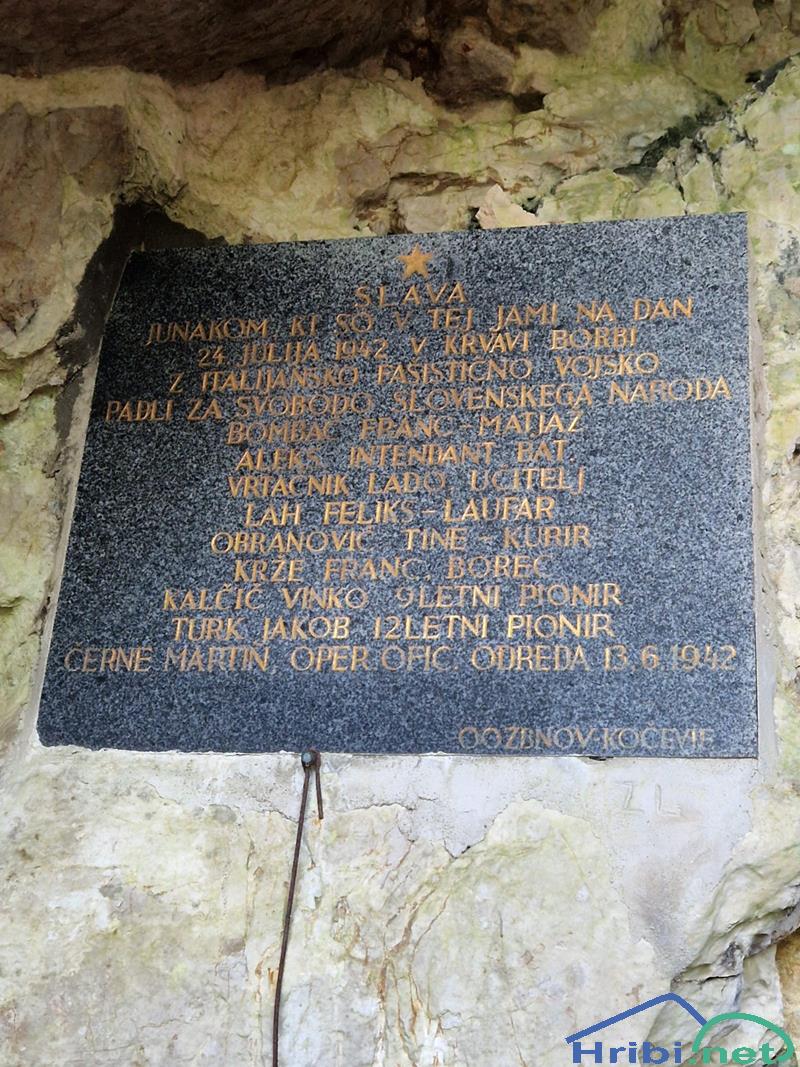 SLAVA
JUNAKOM, KI SO V TEJ JAMI NA DAN
24. JULIJA 1942 V KRVAVI BORBI
Z ITALIJANSKO FAŠISTIČNO VOJSKO
PADLI ZA SVOBODO SLOVENSKEGA NARODA
BOMBAČ FRANC - MATJAŽ
ALEKS, INTENDANT BAT.
VRTAČNIK LADO, UČITELJ
LAH FELIKS - LAUFAR
OBRANOVIČ TINE - KURIR
KRŽE FRANC, BOREC
KALČIČ VINKO 9LETNI PIONIR
TURK JAKOB 12LETNI PIONIR
ČERNE MARTIN, OPER. OFIC. ODREDA 13.6.1942
OOZBNOV-KOČEVJE
ZL
Hribi.net